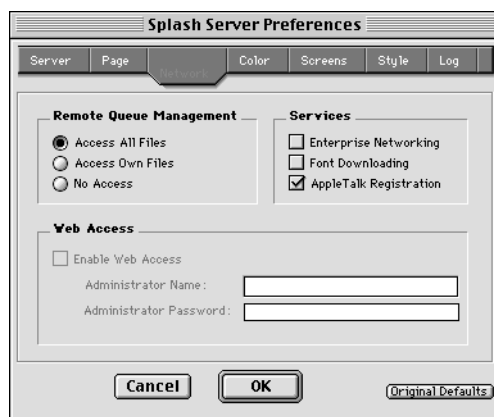 Splash Server Preferences
Server Page Network Color Screens Style Log
Remote Queue Management
Access All Files
Access Own Files
No Access
Services
Enterprise Networking
Font Downloading
AppleTalk Registration
Web Access
Enable Web Access
Administrator Name:
Administrator Password:
Cancel OK Original Defaults